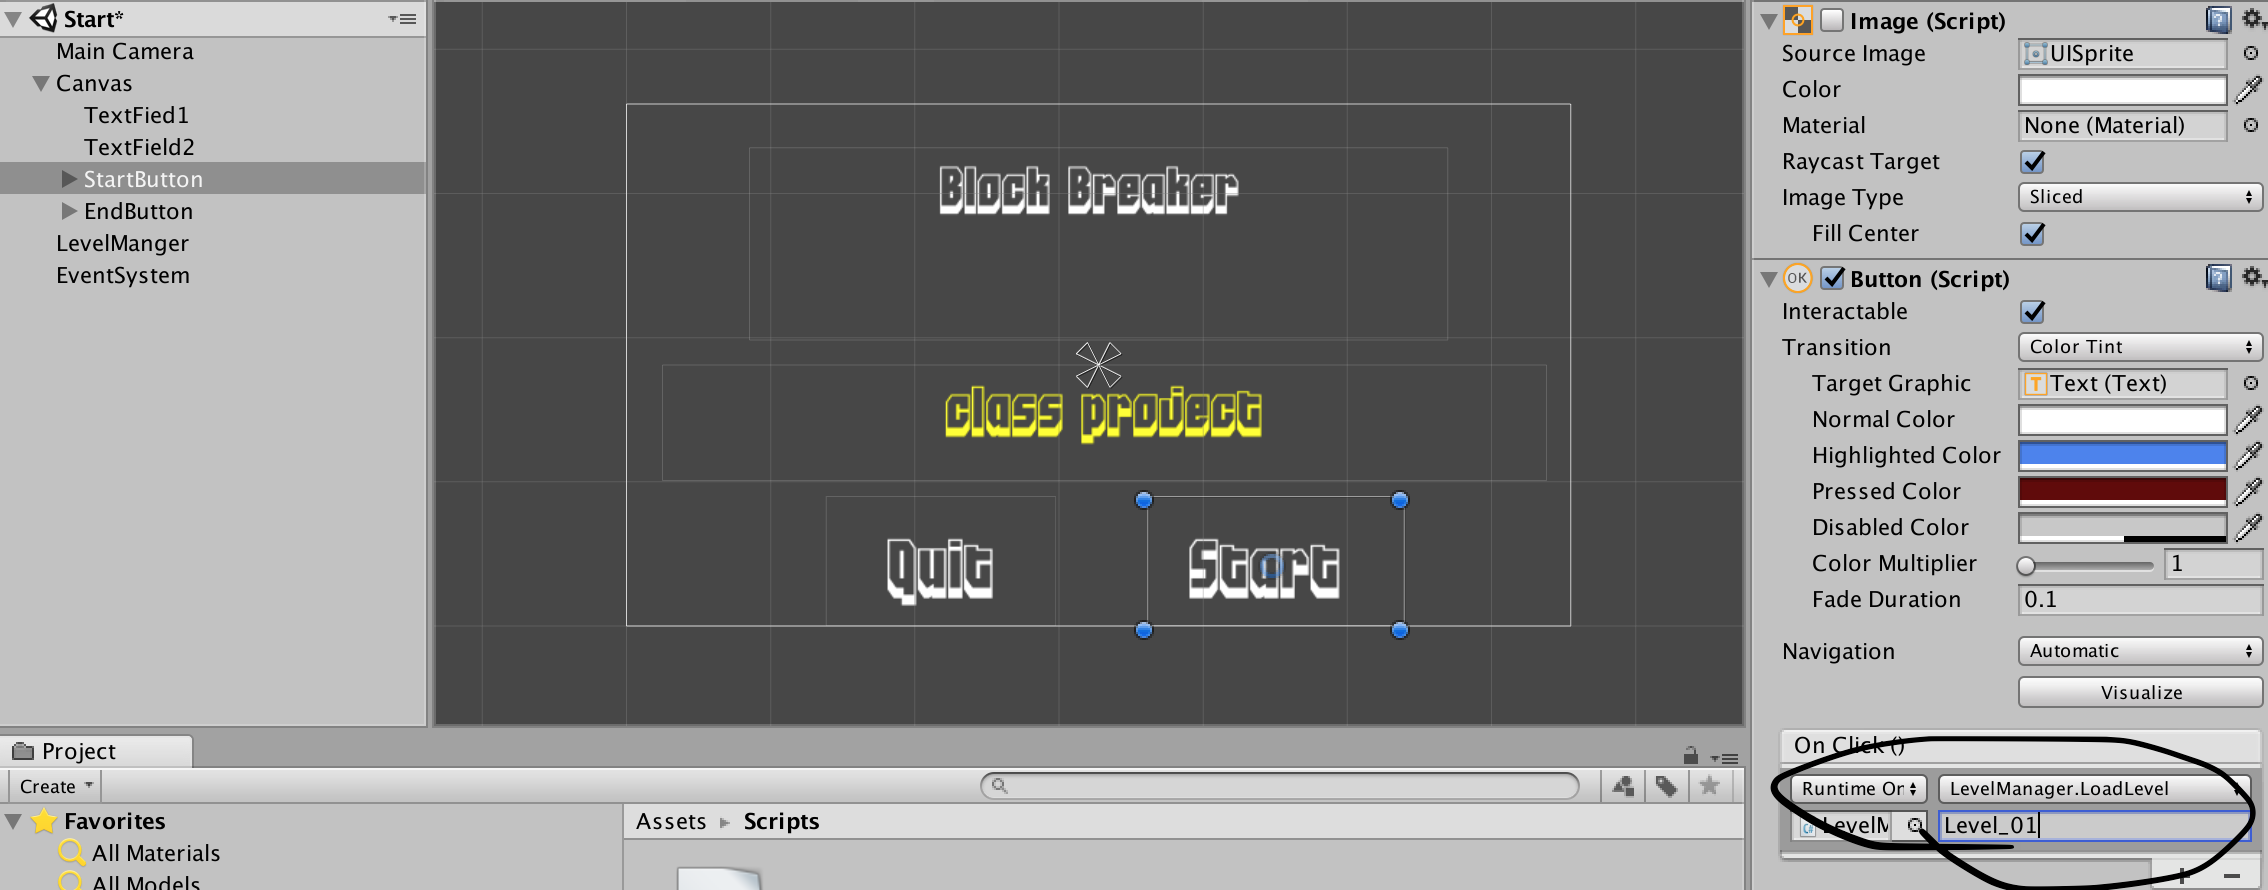 Start*
Main Camera
Canvas
TextFied1
TextField2
StartButton
EndButton
LevelManger
EventSystem
Block Breaker
class project
Quit
Start
Project
Create
Favorites
All Materials
All Models
Assets Scripts
Image (Script)
Source Image UISprite
Color
Material None (Material)
Raycast Target
Image Type Sliced
Fill Center
OK Button (Script)
Interactable
Transition Color Tint
Target Graphic T Text (Text)
Normal Color
Highlighted Color
Pressed Color
Disabled Color
Color Multiplier 1
Fade Duration 0.1
Navigation Automatic
Visualize
On Click ()
Runtime Or LevelManager.LoadLevel
LevelM Level_01